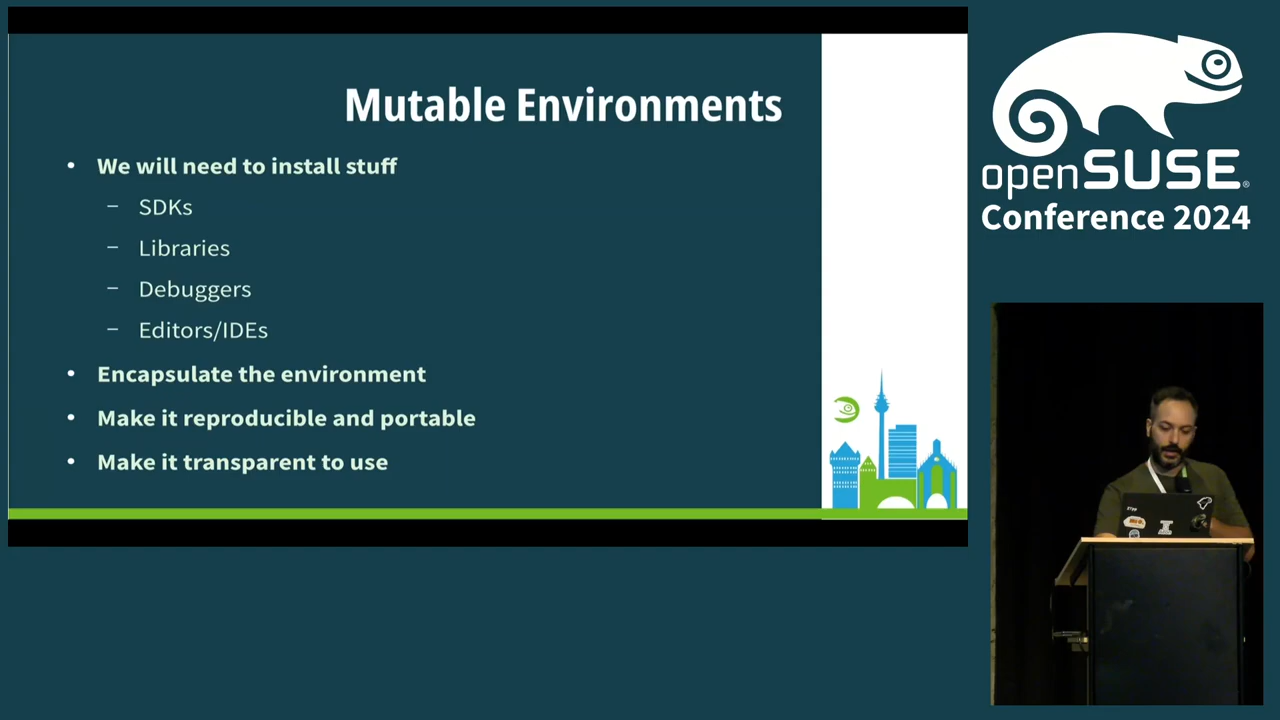 Mutable Environments
• We will need to install stuff
– SDKs
– Libraries
– Debuggers
– Editors/IDEs
• Encapsulate the environment
• Make it reproducible and portable
• Make it transparent to use
openSUSE®
Conference 2024